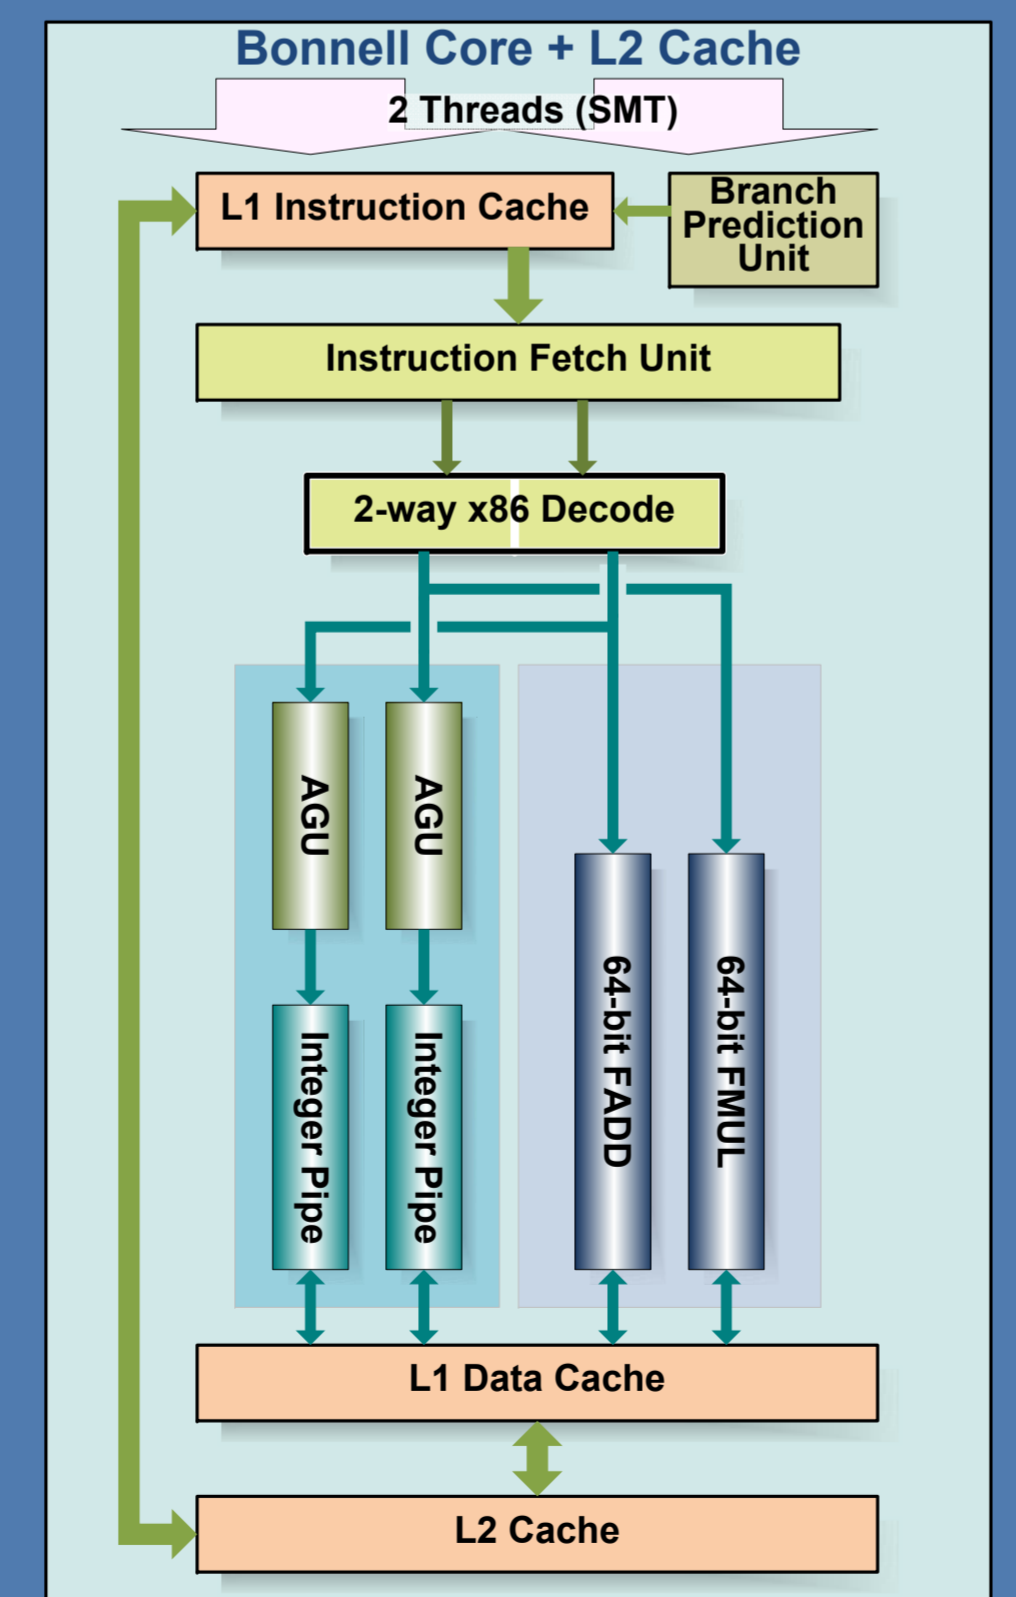 Bonnell Core + L2 Cache
2 Threads (SMT)
L1 Instruction Cache
Branch
Prediction
Unit
Instruction Fetch Unit
2-way x86 Decode
AGU
AGU
Integer Pipe
Integer Pipe
64-bit FADD
64-bit FMUL
L1 Data Cache
L2 Cache